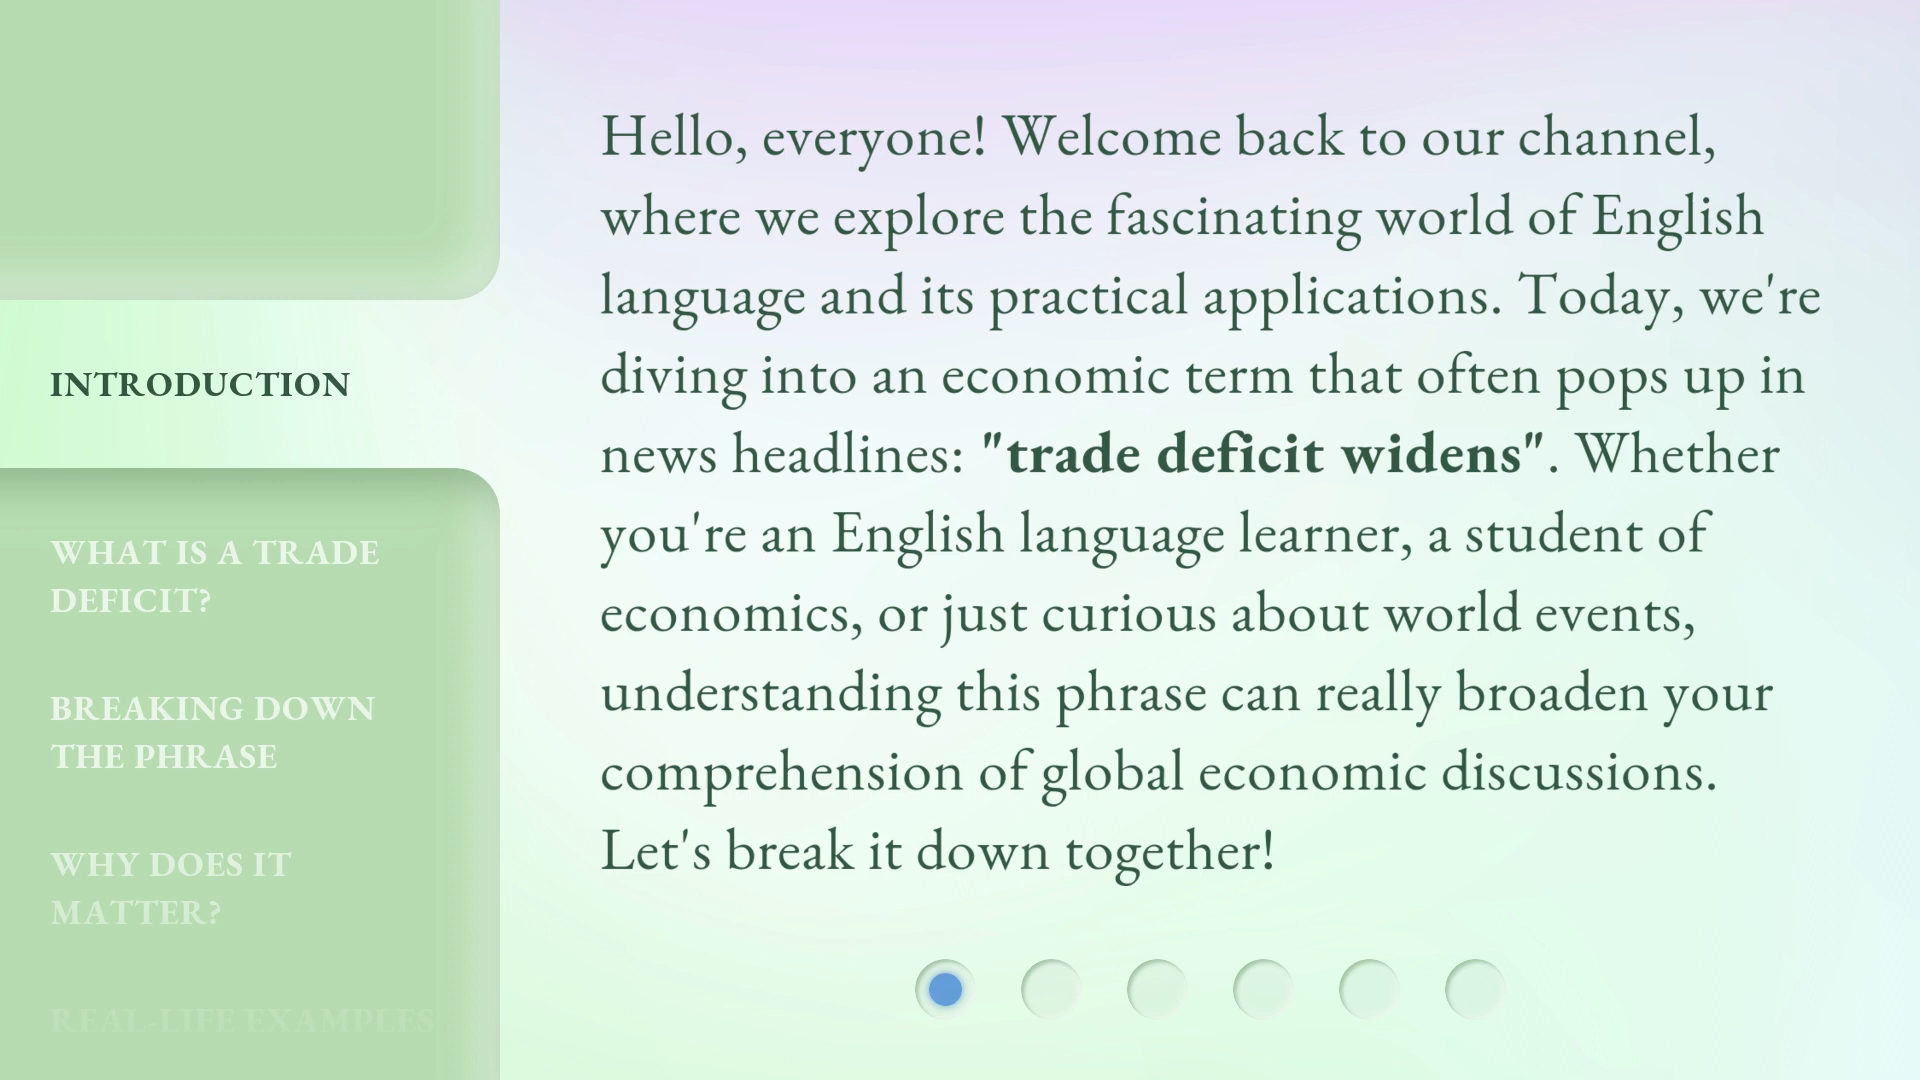 INTRODUCTION
WHAT IS A TRADE
DEFICIT?
BREAKING DOWN
THE PHRASE
WHY DOES IT
MATTER?
REAL-LIFE EXAMPLES
Hello, everyone! Welcome back to our channel,
where we explore the fascinating world of English
language and its practical applications. Today, we're
diving into an economic term that often pops up in
news headlines: "trade deficit widens". Whether
you're an English language learner, a student of
economics, or just curious about world events,
understanding this phrase can really broaden your
comprehension of global economic discussions.
Let's break it down together!